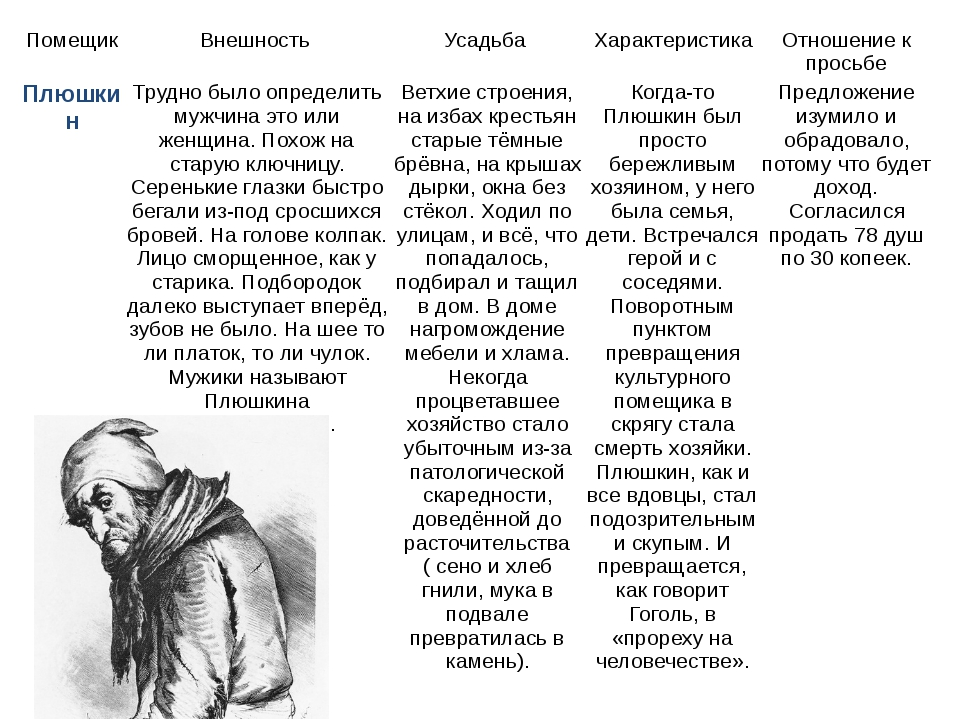 Помещик
Внешность
Усадьба
Характеристика
Отношение к
просьбе
Плюшки
н
Трудно было определить
мужчина это или
женщина. Похож на
старую ключницу.
Серенькие глазки быстро
бегали из-под сросшихся
бровей. На голове колпак.
Лицо сморщенное, как у
старика. Подбородок
далеко выступает вперёд,
зубов не было. На шее то
ли платок, то ли чулок.
Мужики называют
Плюшкина
.
Ветхие строения,
на избах крестьян
старые тёмные
брёвна, на крышах
дырки, окна без
стёкол. Ходил по
улицам, и всё, что
попадалось,
подбирал и тащил
в дом. В доме
нагромождение
мебели и хлама.
Некогда
процветавшее
хозяйство стало
убыточным из-за
патологической
скаредности,
доведённой до
расточительства
( сено и хлеб
гнили, мука в
подвале
превратилась в
камень).
Когда-то
Плюшкин был
просто
бережливым
хозяином, у него
была семья,
дети. Встречался
герой и с
соседями.
Поворотным
пунктом
превращения
культурного
помещика в
скрягу стала
смерть хозяйки.
Плюшкин, как и
все вдовцы, стал
подозрительным
и скупым. И
превращается,
как говорит
Гоголь, в
«прореху на
человечестве».
Предложение
изумило и
обрадовало,
потому что будет
доход.
Согласился
продать 78 душ
по 30 копеек.